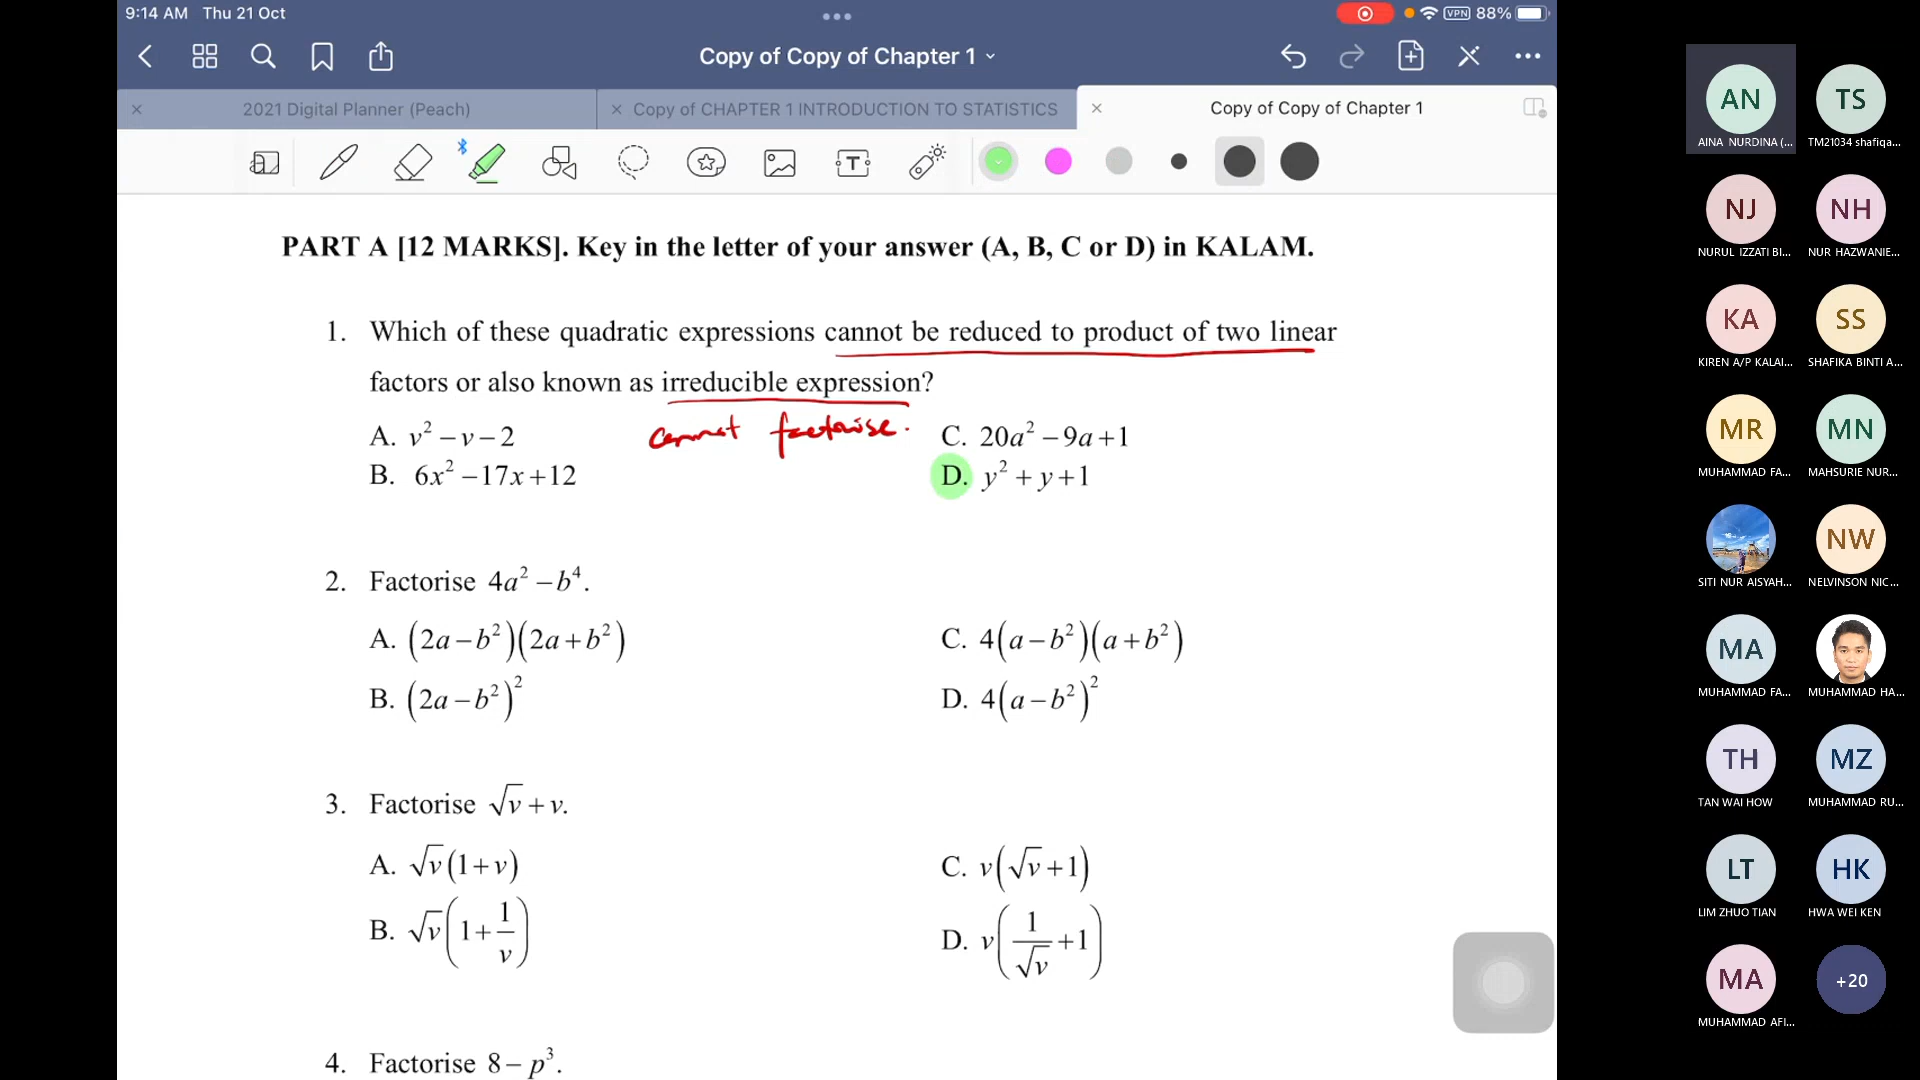 9:14 AM Thu 21 Oct
VPN 88%
Copy of Copy of Chapter 1
2021 Digital Planner (Peach)
Copy of CHAPTER 1 INTRODUCTION TO STATISTICS
Copy of Copy of Chapter 1
T
PART A [12 MARKS]. Key in the letter of your answer (A, B, C or D) in KALAM.
1. Which of these quadratic expressions cannot be reduced to product of two linear
factors or also known as irreducible expression?
cannot factorise.
A. v² − v − 2
C. 20a² − 9a + 1
B. 6x² − 17x + 12
D. y² + y + 1
2. Factorise 4a² − b⁴.
A. (2a − b²)(2a + b²)
C. 4(a − b²)(a + b²)
B. (2a − b²)²
D. 4(a − b²)²
3. Factorise √v + v.
A. √v(1 + v)
C. v(√v + 1)
B. √v(1 + 1/v)
D. v(1/√v + 1)
4. Factorise 8 − p³.
AN
AINA NURDINA (...
TS
TM21034 shafiqa...
NJ
NURUL IZZATI BI...
NH
NUR HAZWANIE...
KA
KIREN A/P KALAI...
SS
SHAFIKA BINTI A...
MR
MUHAMMAD FA...
MN
MAHSURIE NUR...
SITI NUR AISYAH...
NW
NELVINSON NIC...
MA
MUHAMMAD FA...
MUHAMMAD HA...
TH
TAN WAI HOW
MZ
MUHAMMAD RU...
LT
LIM ZHUO TIAN
HK
HWA WEI KEN
MA
MUHAMMAD AFI...
+20